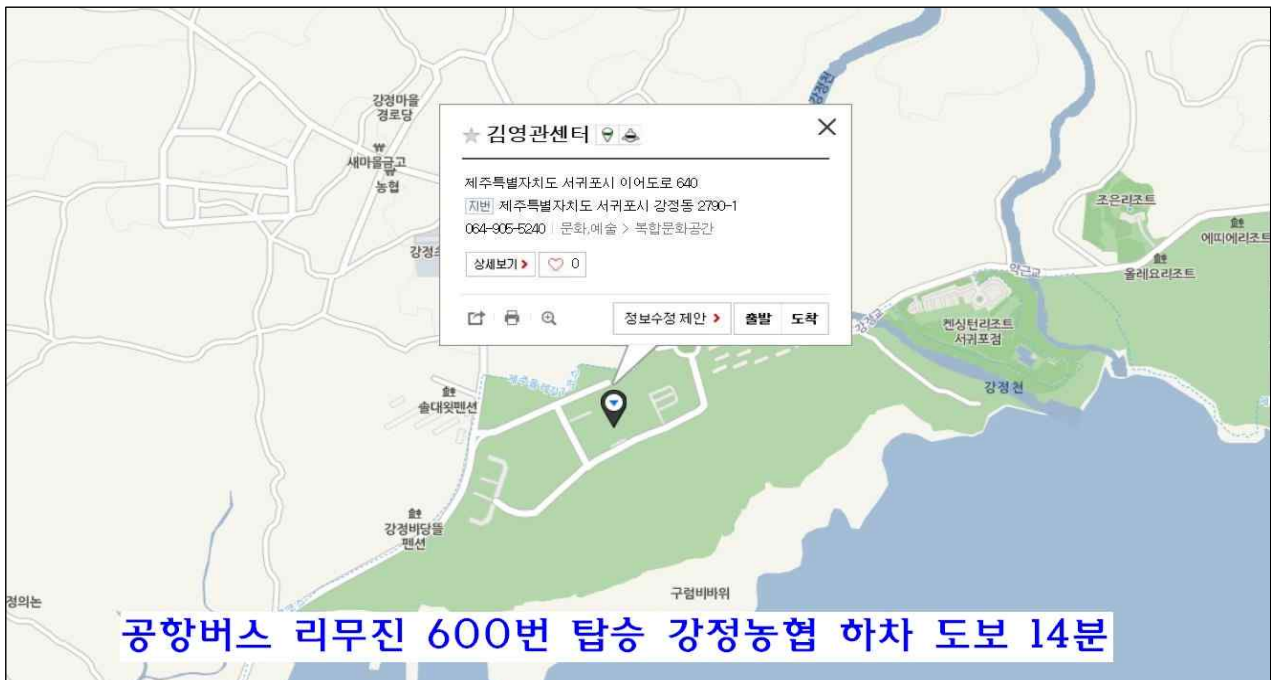 강정천
강정마을
경로당
새마을금고
농협
김영관센터
제주특별자치도 서귀포시 이어도로 640
지번 제주특별자치도 서귀포시 강정동 2790-1
064-905-5240 문화,예술 > 복합문화공간
상세보기 > 0
정보수정 제안 > 출발 도착
조은리조트
에띠에리조트
올레요리조트
약근교
강정교
켄싱턴리조트
서귀포점
강정천
솔대왓펜션
강정바당뜰
펜션
정의논
구럼비바위
공항버스 리무진 600번 탑승 강정농협 하차 도보 14분